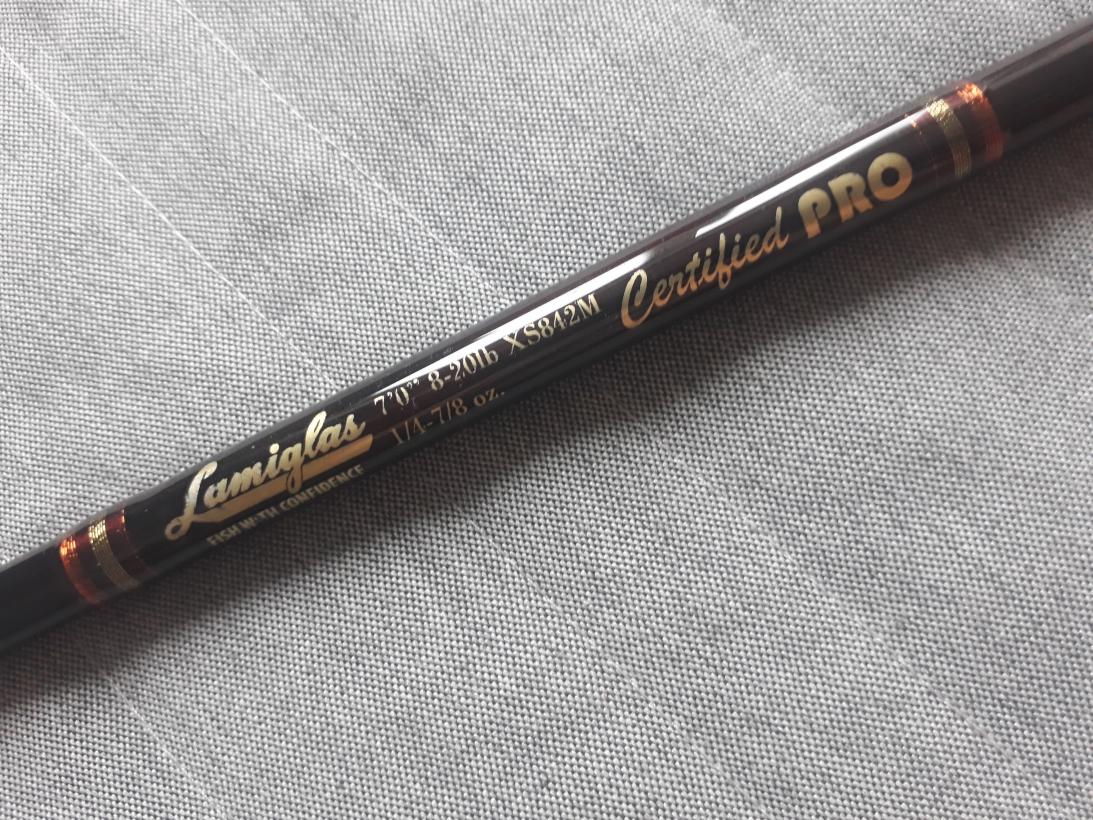 Lamiglas
FISH WITH CONFIDENCE
7'0" 8-20lb XS842M
1/4-7/8 oz.
Certified PRO